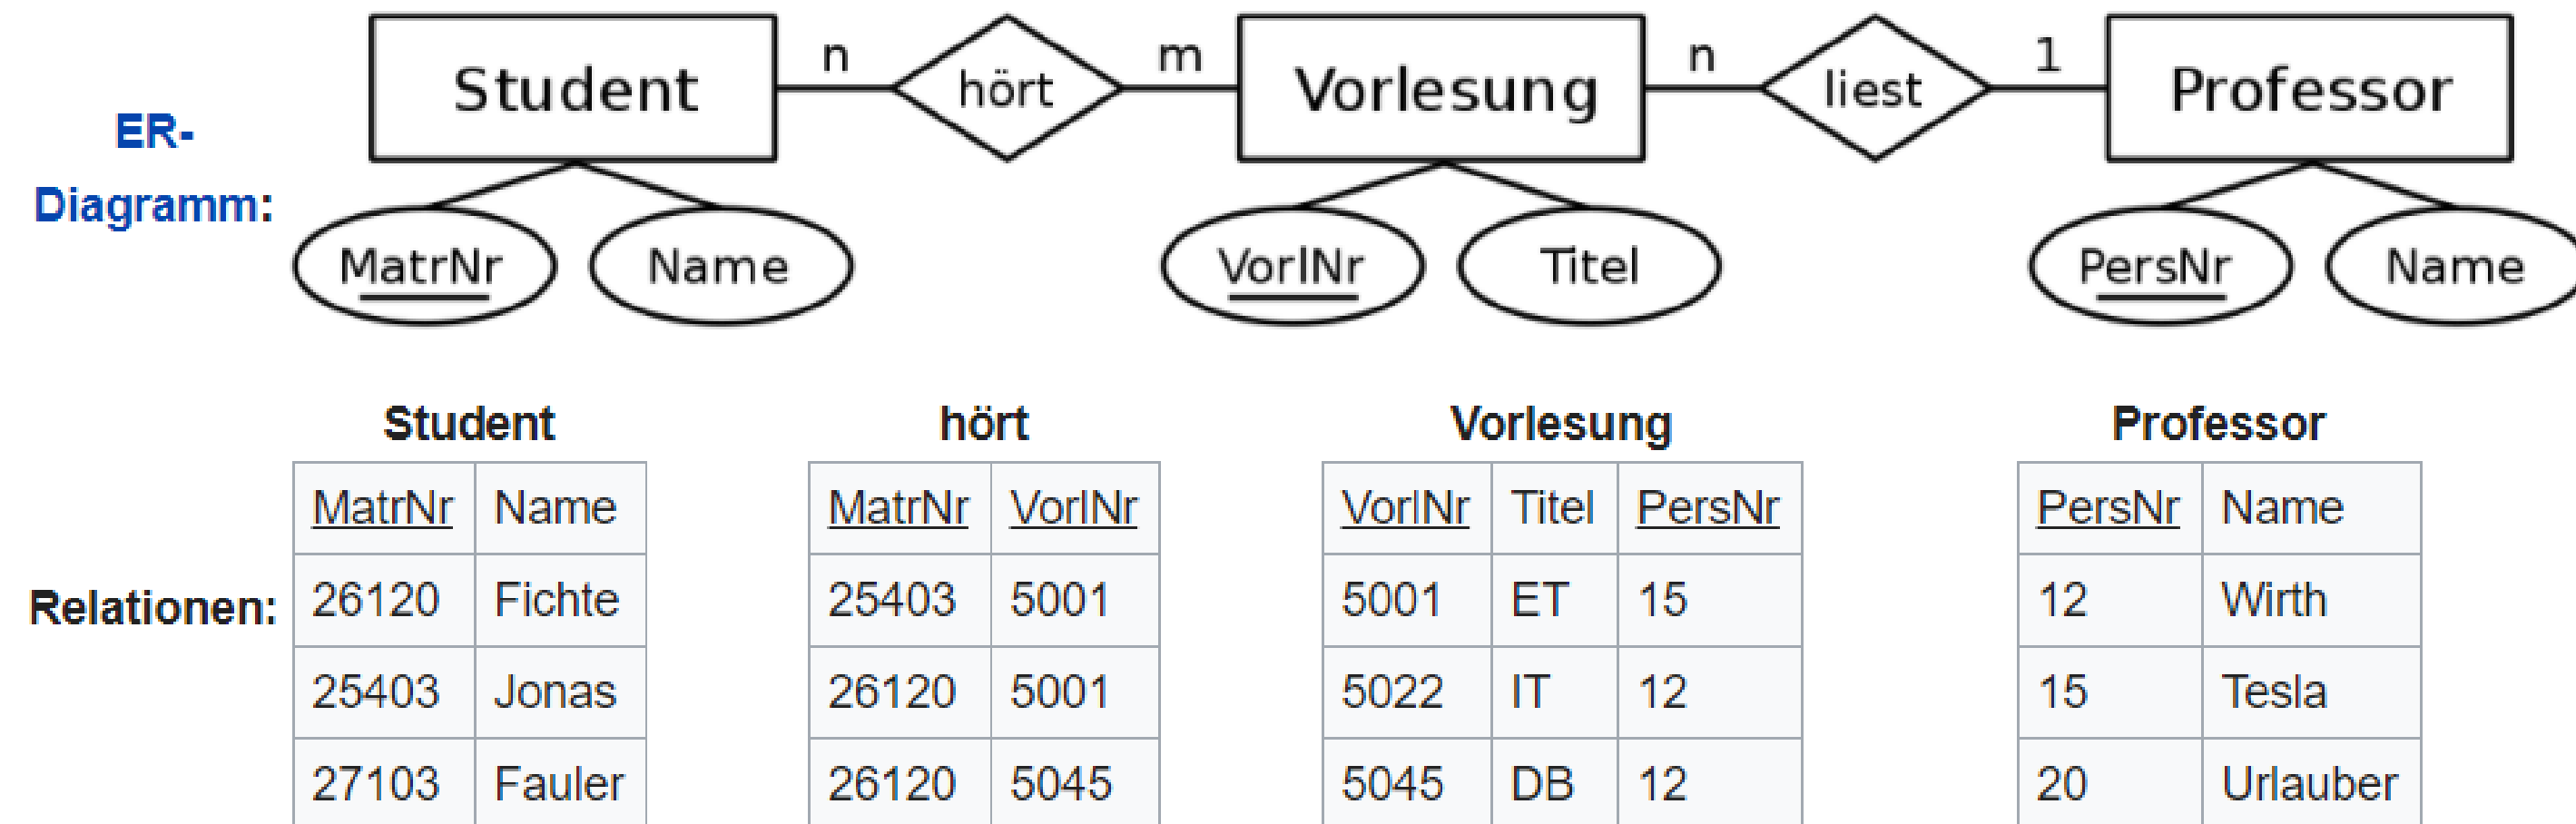 Student n hört m Vorlesung n liest 1 Professor
ER-
Diagramm:
MatrNr Name VorlNr Titel PersNr Name
Student hört Vorlesung Professor
MatrNr Name MatrNr VorlNr VorlNr Titel PersNr PersNr Name
Relationen:
26120 Fichte 25403 5001 5001 ET 15 12 Wirth
25403 Jonas 26120 5001 5022 IT 12 15 Tesla
27103 Fauler 26120 5045 5045 DB 12 20 Urlauber